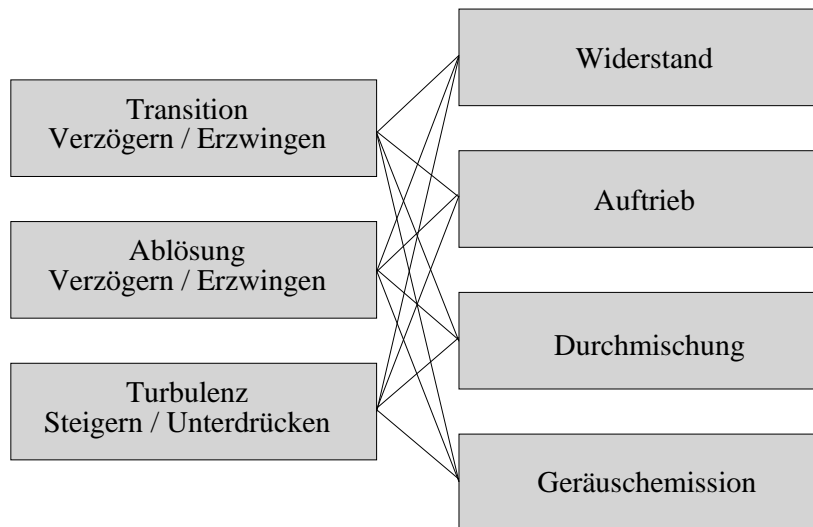 Transition
Verzögern / Erzwingen
Ablösung
Verzögern / Erzwingen
Turbulenz
Steigern / Unterdrücken
Widerstand
Auftrieb
Durchmischung
Geräuschemission